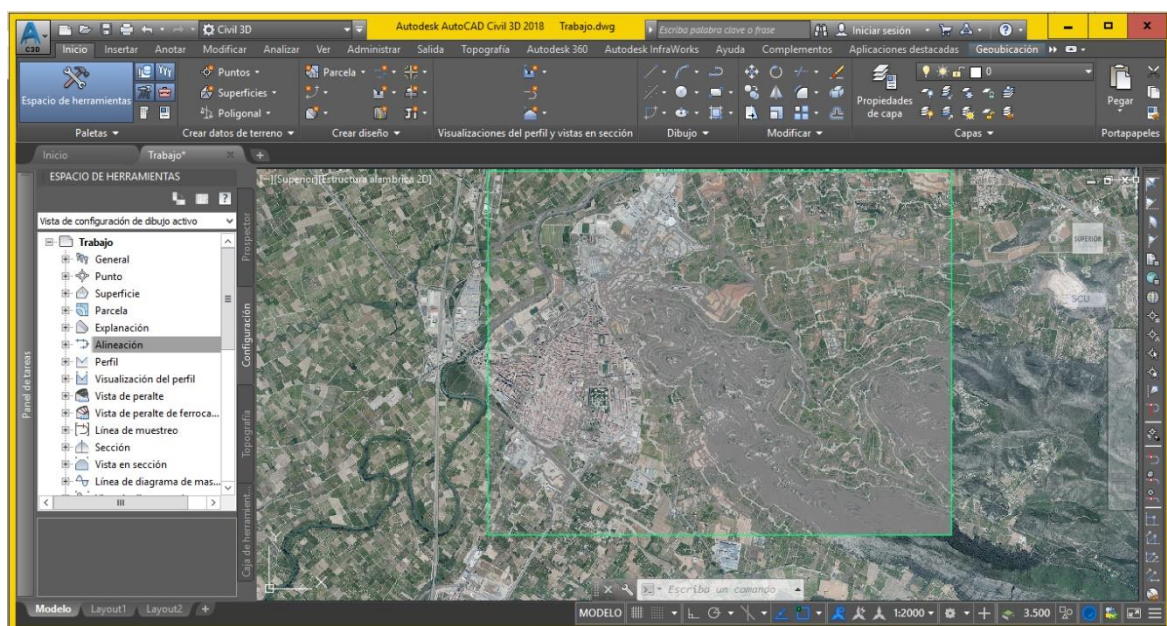 Civil 3D
Autodesk AutoCAD Civil 3D 2018 Trabajo.dwg
Escriba palabra clave o frase
Iniciar sesión
C3D
Inicio Insertar Anotar Modificar Analizar Ver Administrar Salida Topografía Autodesk 360 Autodesk InfraWorks Ayuda Complementos Aplicaciones destacadas Geoubicación
Espacio de herramientas
Puntos
Superficies
Poligonal
Parcela
Propiedades
de capa
0
Pegar
Paletas
Crear datos de terreno
Crear diseño
Visualizaciones del perfil y vistas en sección
Dibujo
Modificar
Capas
Portapapeles
Inicio
Trabajo*
ESPACIO DE HERRAMIENTAS
Vista de configuración de dibujo activo
Trabajo
General
Punto
Superficie
Parcela
Explanación
Alineación
Perfil
Visualización del perfil
Vista de peralte
Vista de peralte de ferroca...
Línea de muestreo
Sección
Vista en sección
Línea de diagrama de mas...
Panel de tareas
Prospector
Configuración
Topografía
Caja de herramient...
[-][Superior][Estructura alámbrica 2D]
SUPERIOR
SCU
Escriba un comando
Modelo Layout1 Layout2 +
MODELO
1:2000
3.500